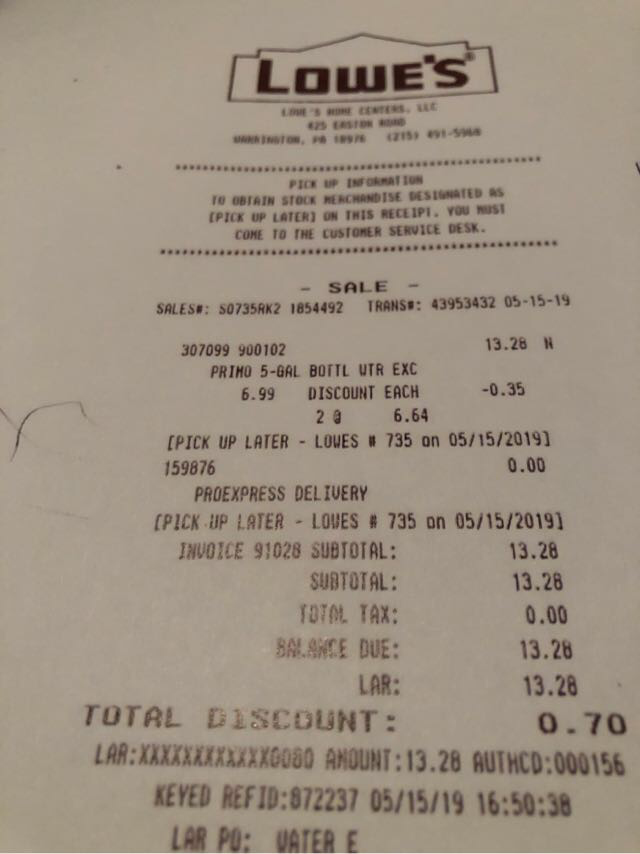 LOWE'S®
LOWE'S HOME CENTERS, LLC
425 EASTON ROAD
WARRINGTON, PA 18976 (215) 491-5960
PICK UP INFORMATION
TO OBTAIN STOCK MERCHANDISE DESIGNATED AS
[PICK UP LATER] ON THIS RECEIPT, YOU MUST
COME TO THE CUSTOMER SERVICE DESK.
- SALE -
SALES#: S0735RK2 1854492 TRANS#: 43953432 05-15-19
307099 900102 13.28 N
PRIMO 5-GAL BOTTL WTR EXC
6.99 DISCOUNT EACH -0.35
2 @ 6.64
[PICK UP LATER - LOWES # 735 on 05/15/2019]
159876 0.00
PROEXPRESS DELIVERY
[PICK UP LATER - LOWES # 735 on 05/15/2019]
INVOICE 91028 SUBTOTAL: 13.28
SUBTOTAL: 13.28
TOTAL TAX: 0.00
BALANCE DUE: 13.28
LAR: 13.28
TOTAL DISCOUNT: 0.70
LAR:XXXXXXXXXXXX0080 AMOUNT:13.28 AUTHCD:000156
KEYED REFID:872237 05/15/19 16:50:38
LAR PO: WATER E